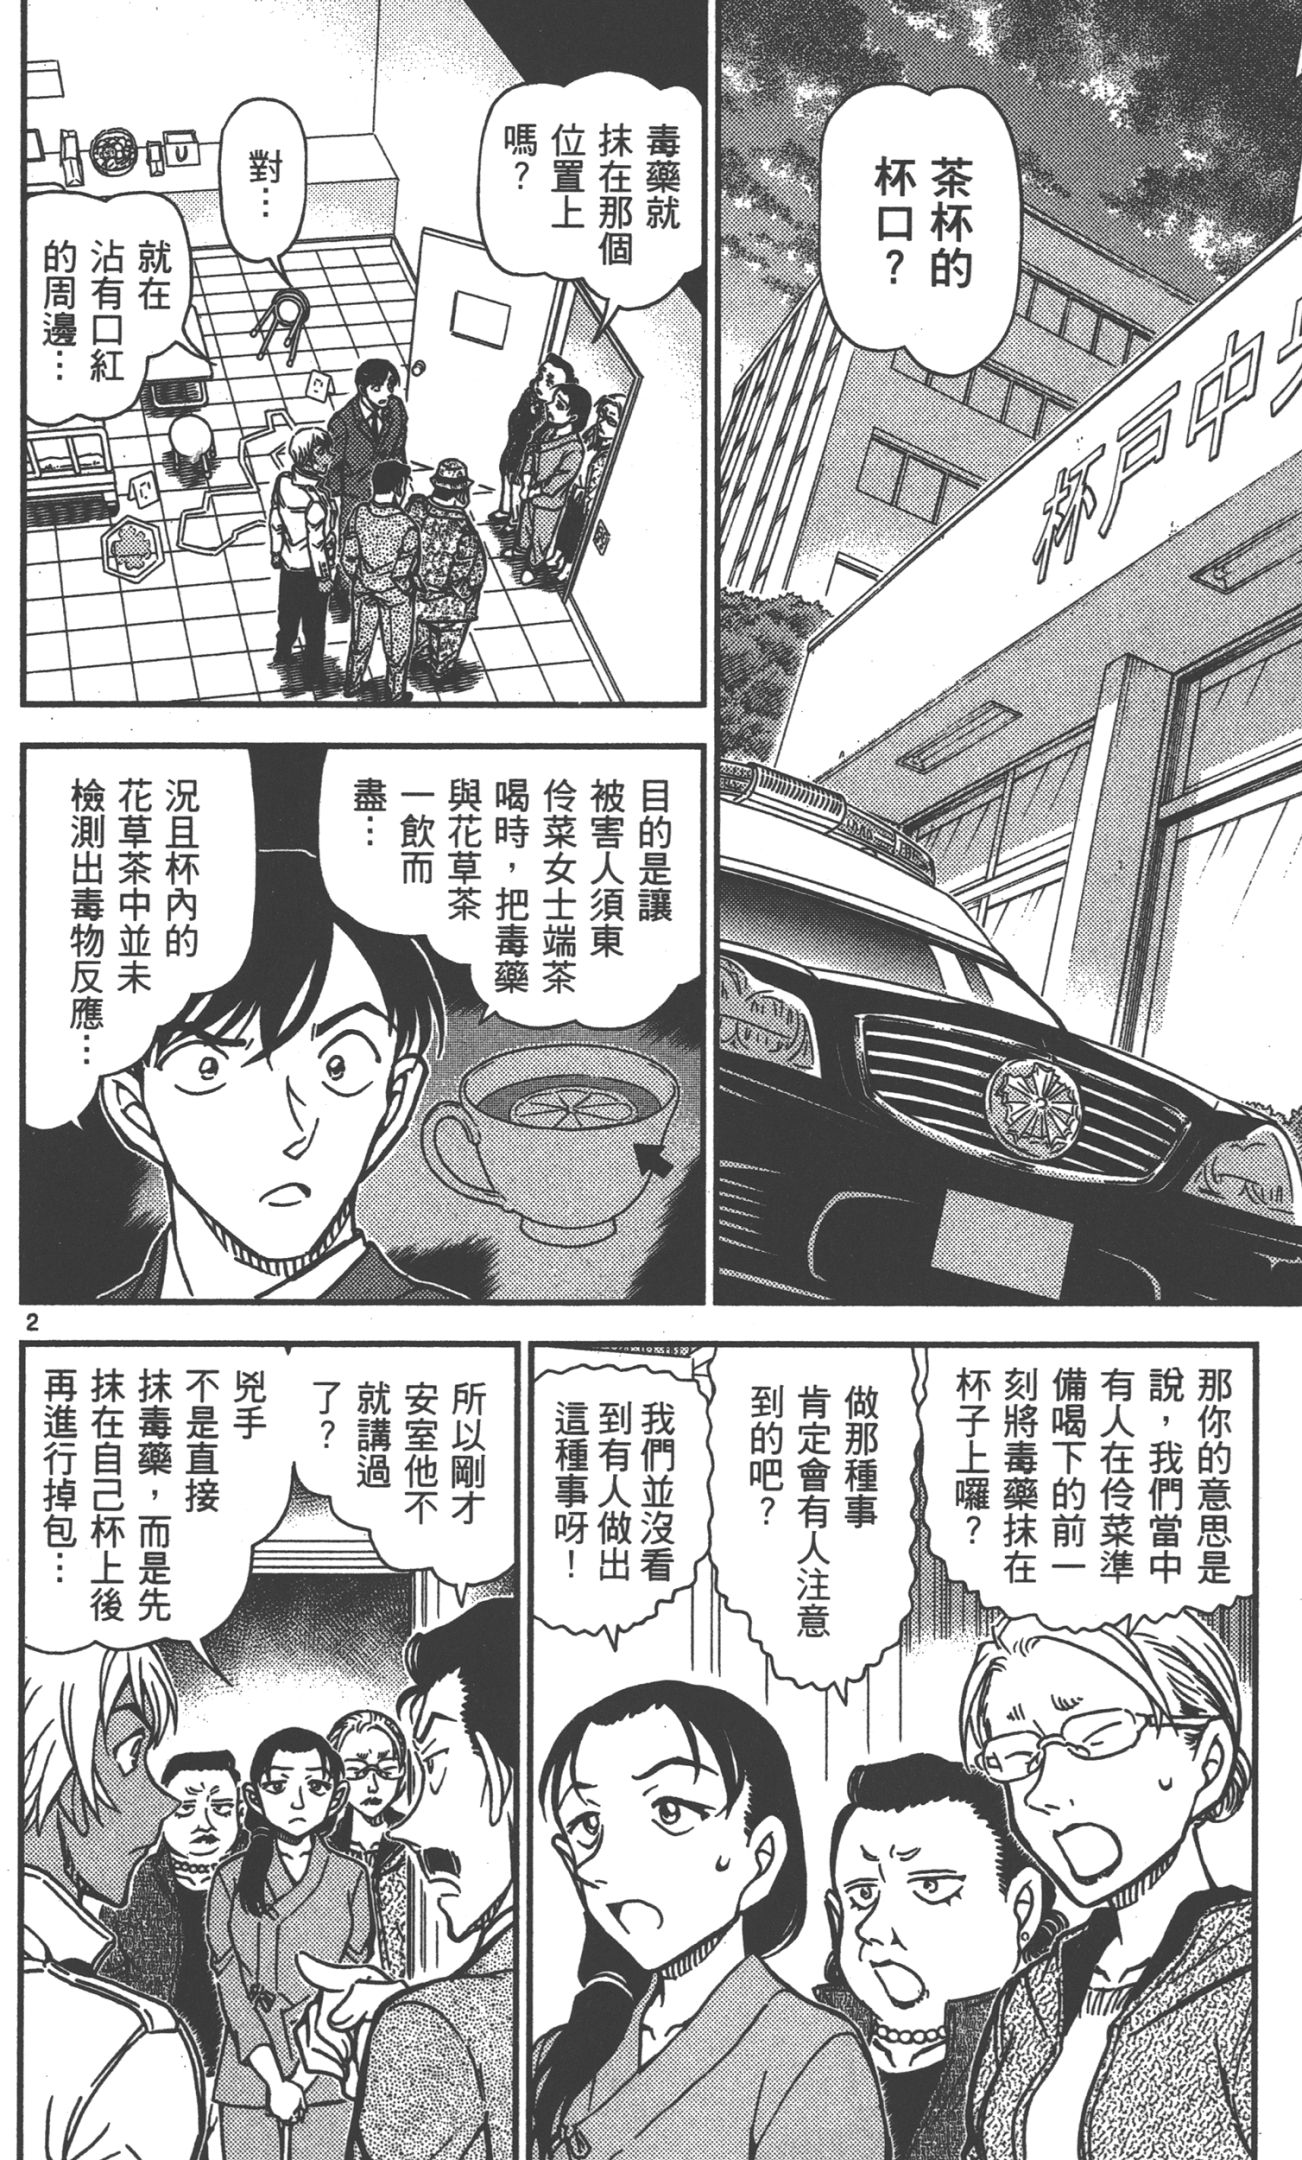 茶杯的
杯口？
杯戶中央
毒藥就
抹在那個
位置上
嗎？
對…
就在
沾有口紅
的周邊…
目的是讓
被害人須東
伶菜女士端茶
喝時，把毒藥
與花草茶
一飲而
盡…
況且杯內的
花草茶中並未
檢測出毒物反應…
2
那你的意思是
說，我們當中
有人在伶菜準
備喝下的前一
刻將毒藥抹在
杯子上囉？
做那種事
肯定會有人注意
到的吧？
我們並沒看
到有人做出
這種事呀！
所以剛才
安室他不
就講過
了？
兇手
不是直接
抹毒藥，而是先
抹在自己杯上後
再進行掉包…